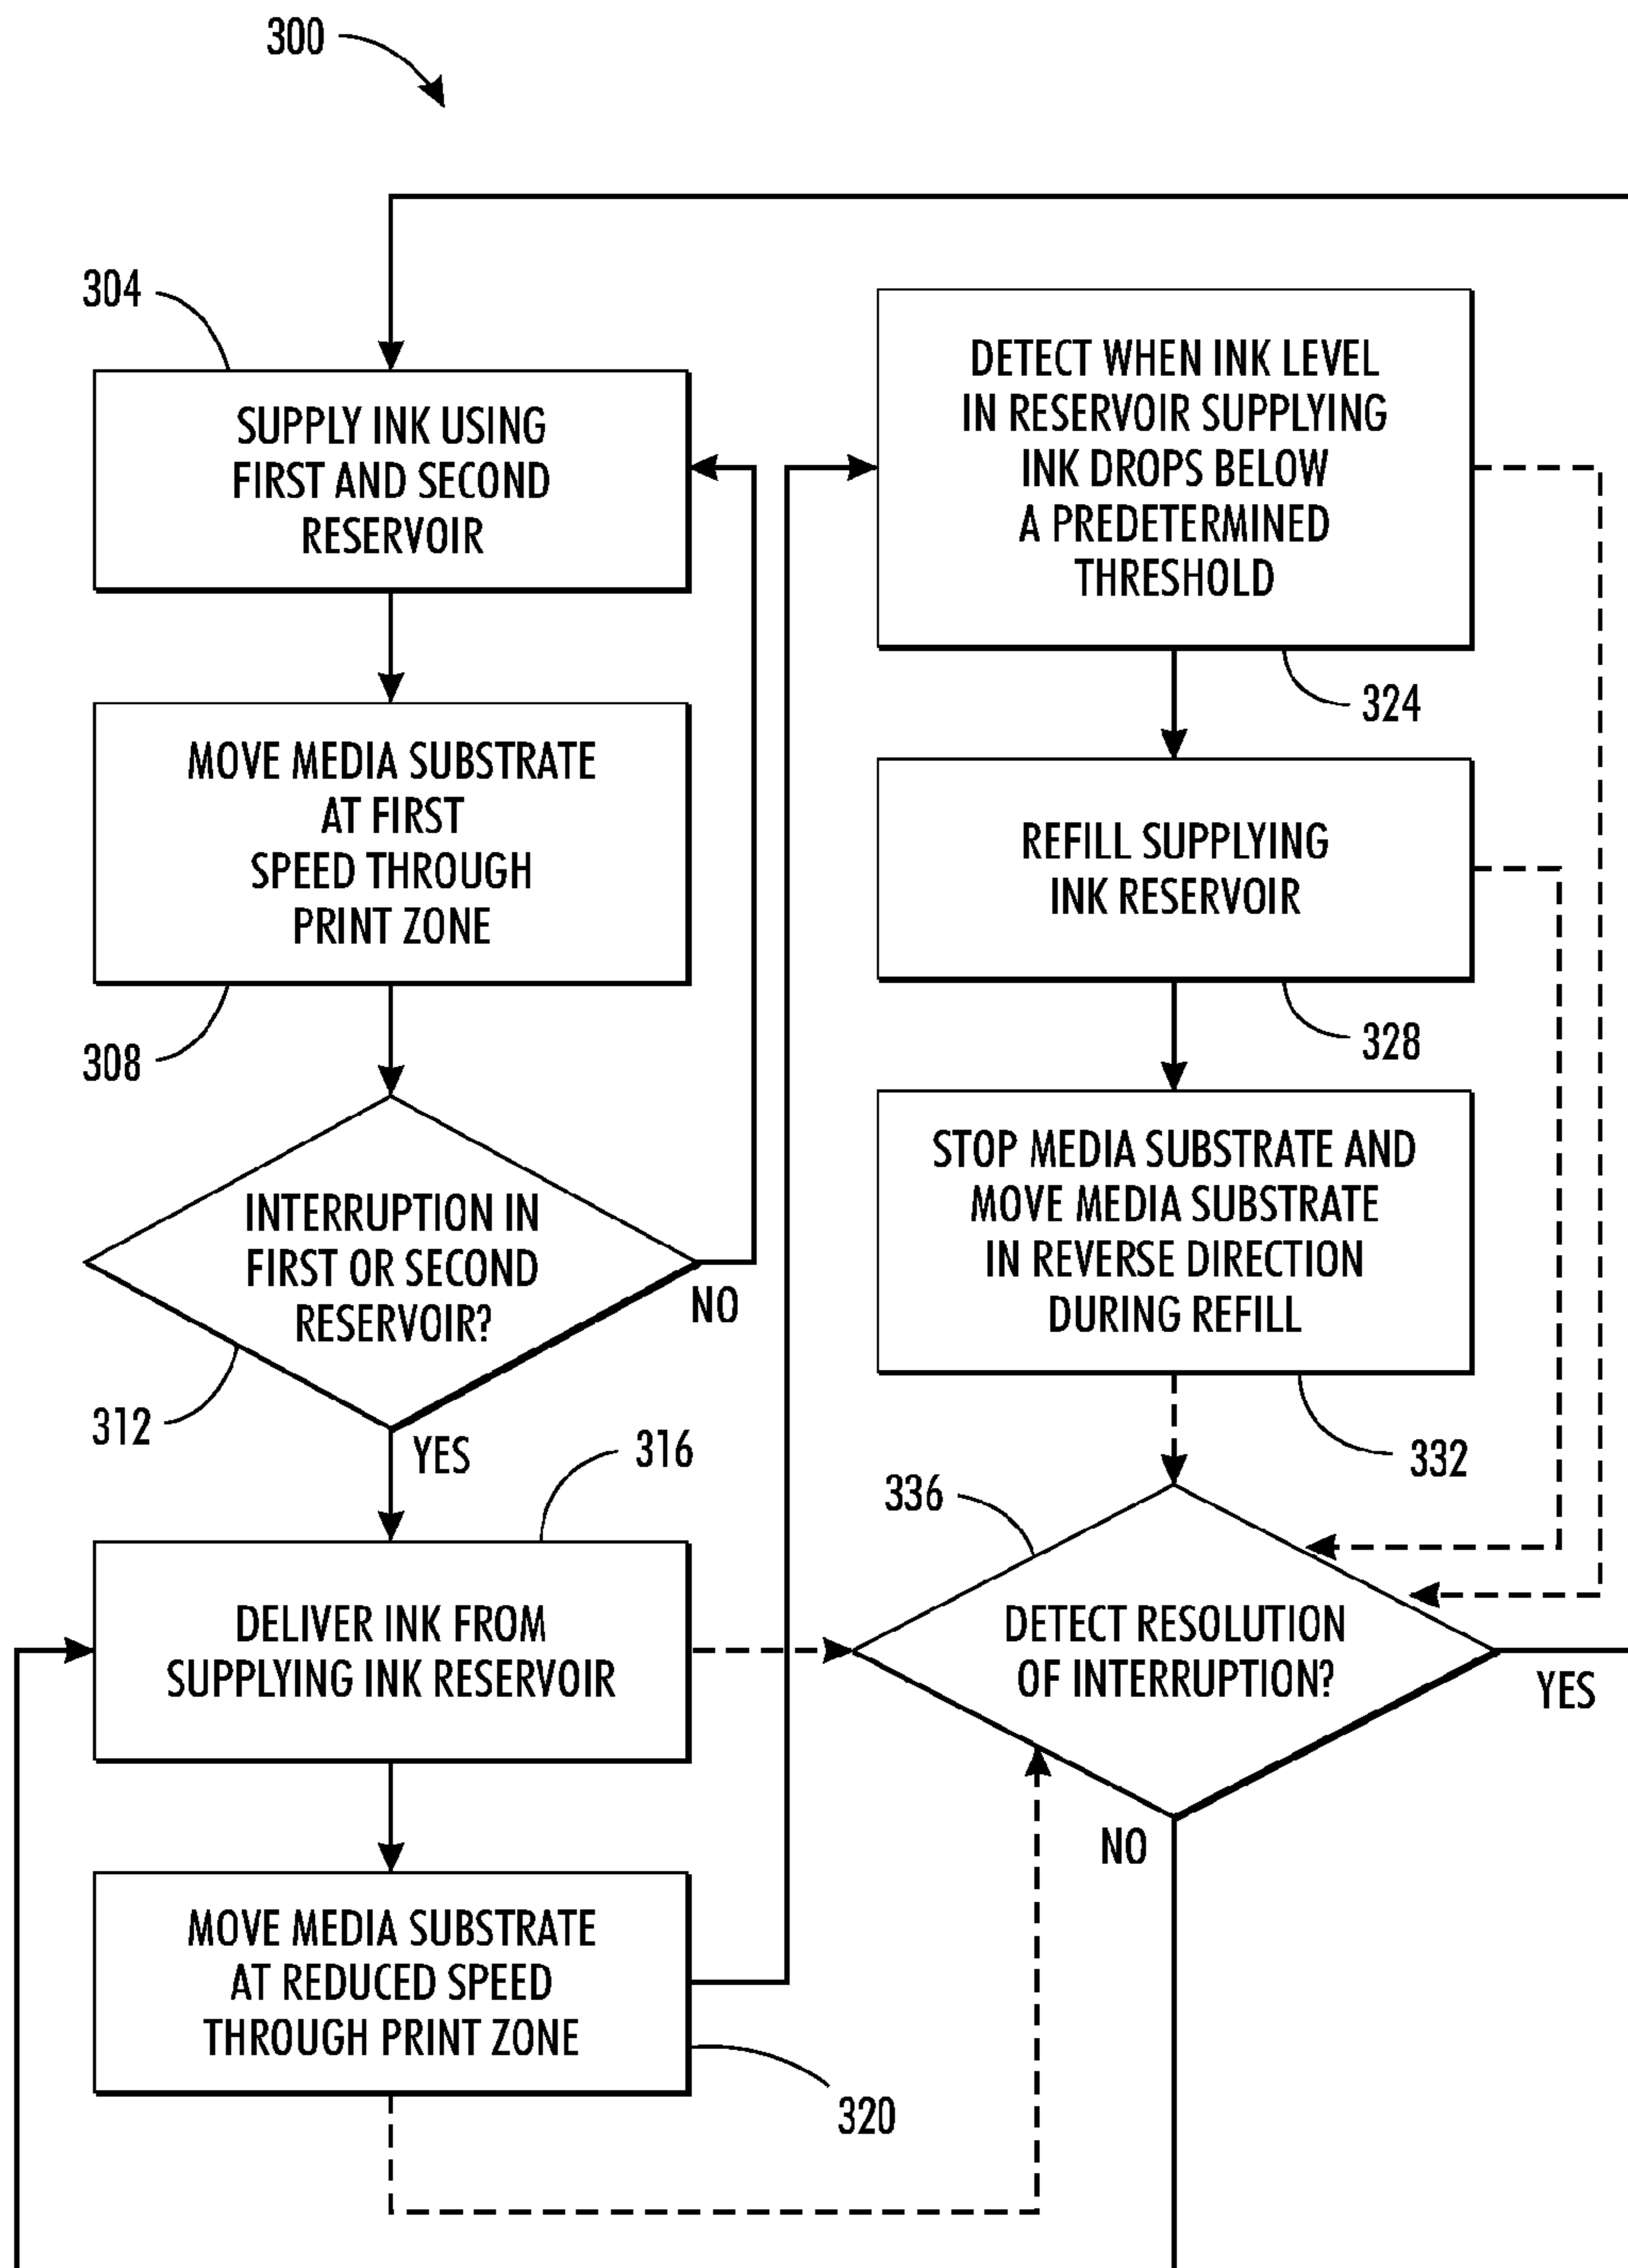 300
304
SUPPLY INK USING
FIRST AND SECOND
RESERVOIR
MOVE MEDIA SUBSTRATE
AT FIRST
SPEED THROUGH
PRINT ZONE
308
INTERRUPTION IN
FIRST OR SECOND
RESERVOIR?
NO
312
YES
316
DELIVER INK FROM
SUPPLYING INK RESERVOIR
MOVE MEDIA SUBSTRATE
AT REDUCED SPEED
THROUGH PRINT ZONE
320
DETECT WHEN INK LEVEL
IN RESERVOIR SUPPLYING
INK DROPS BELOW
A PREDETERMINED
THRESHOLD
324
REFILL SUPPLYING
INK RESERVOIR
328
STOP MEDIA SUBSTRATE AND
MOVE MEDIA SUBSTRATE
IN REVERSE DIRECTION
DURING REFILL
332
336
DETECT RESOLUTION
OF INTERRUPTION?
YES
NO